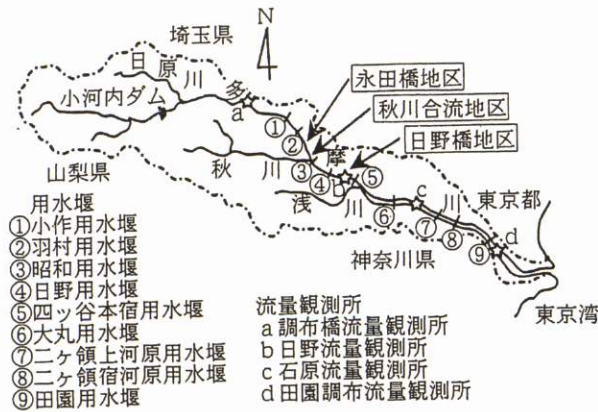 埼玉県
N
日原川
多摩川
小河内ダム
a
永田橋地区
秋川合流地区
日野橋地区
①
②
③
④
b
⑤
秋川
浅川
山梨県
⑥
c
⑦
⑧
東京都
d
⑨
神奈川県
東京湾
用水堰
①小作用水堰
②羽村用水堰
③昭和用水堰
④日野用水堰
⑤四ッ谷本宿用水堰
⑥大丸用水堰
⑦二ヶ領上河原用水堰
⑧二ヶ領宿河原用水堰
⑨田園用水堰
流量観測所
a 調布橋流量観測所
b 日野流量観測所
c 石原流量観測所
d 田園調布流量観測所